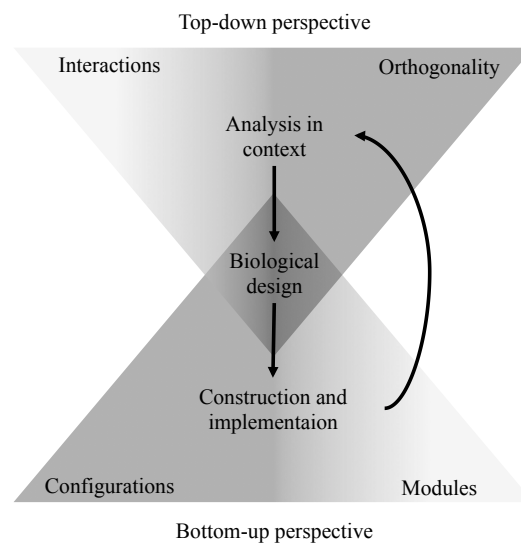 Top-down perspective
Interactions
Orthogonality
Analysis in
context
Biological
design
Construction and
implementaion
Configurations
Modules
Bottom-up perspective